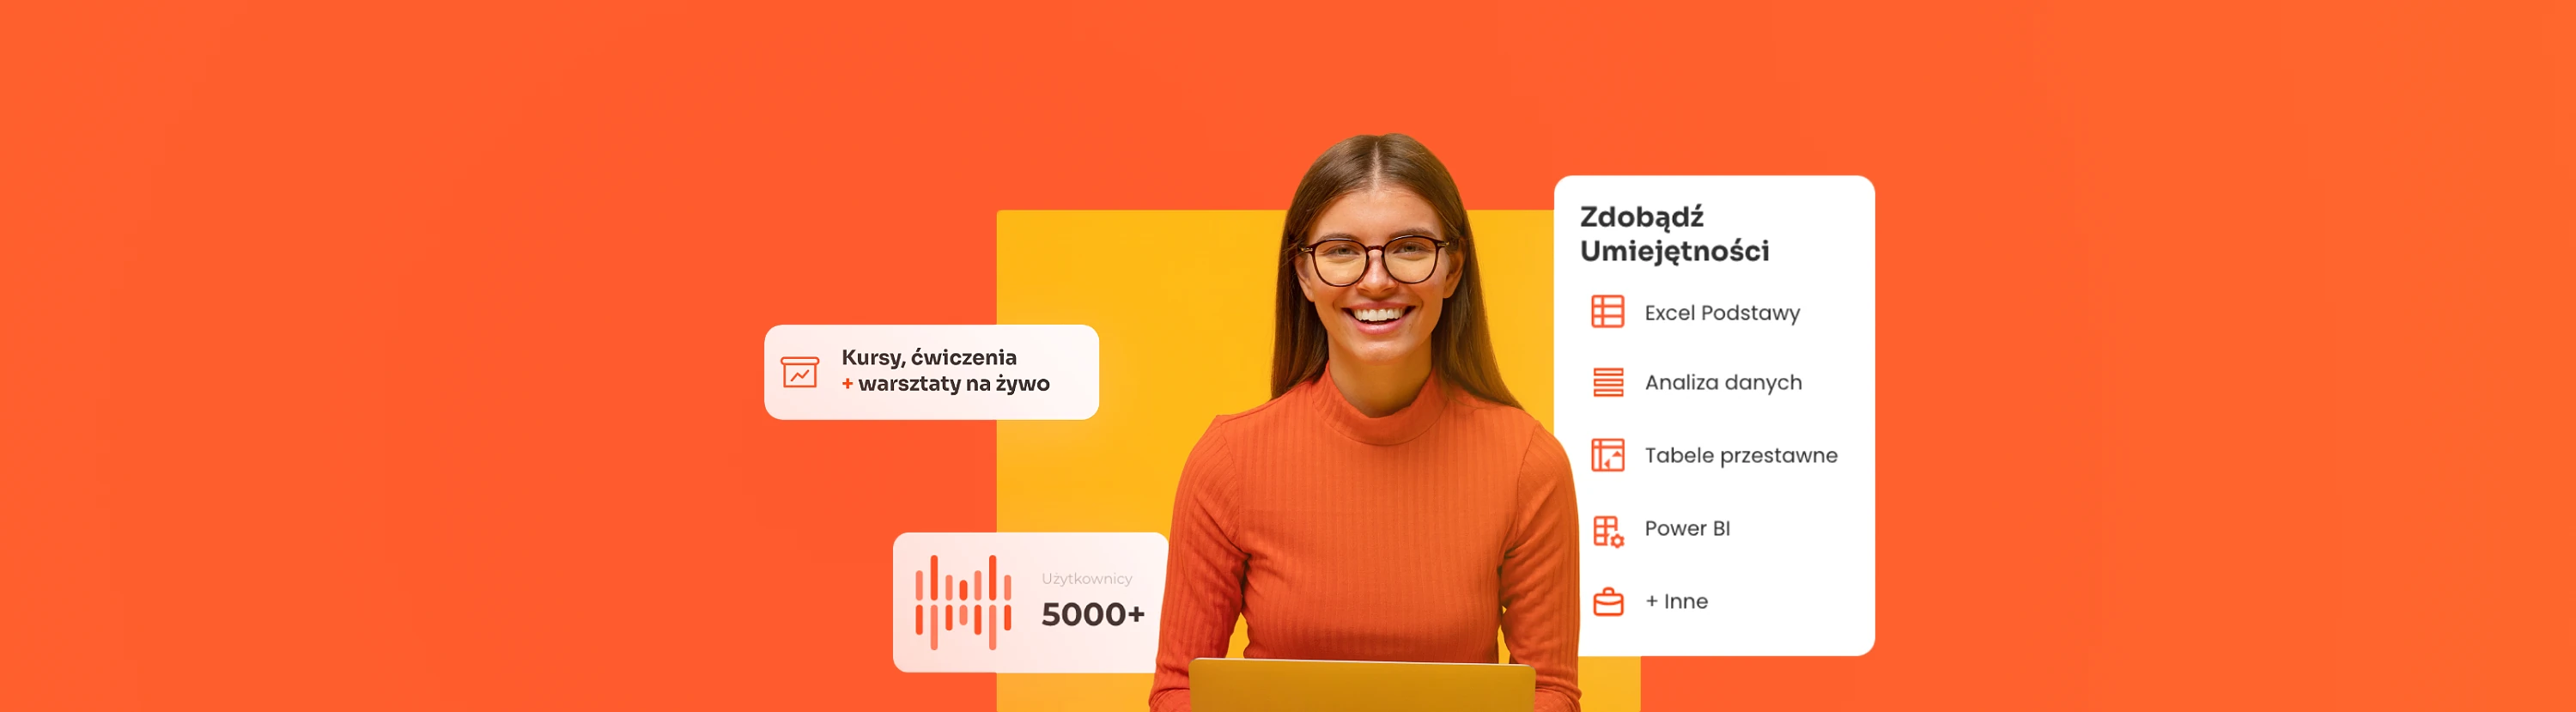 Kursy, ćwiczenia
+ warsztaty na żywo
Użytkownicy
5000+
Zdobądź
Umiejętności
Excel Podstawy
Analiza danych
Tabele przestawne
Power BI
+ Inne